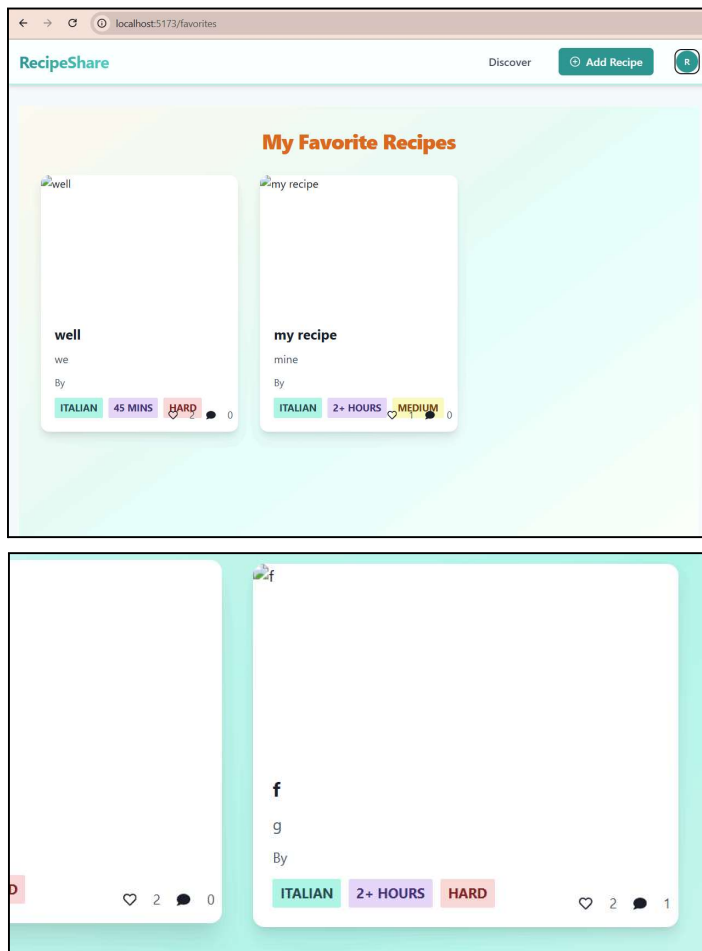 localhost:5173/favorites
RecipeShare Discover Add Recipe R
My Favorite Recipes
well my recipe
well my recipe
we mine
By By
ITALIAN 45 MINS HARD ITALIAN 2+ HOURS MEDIUM
2 0 1 0
f
f
g
By
D ITALIAN 2+ HOURS HARD
2 0 2 1